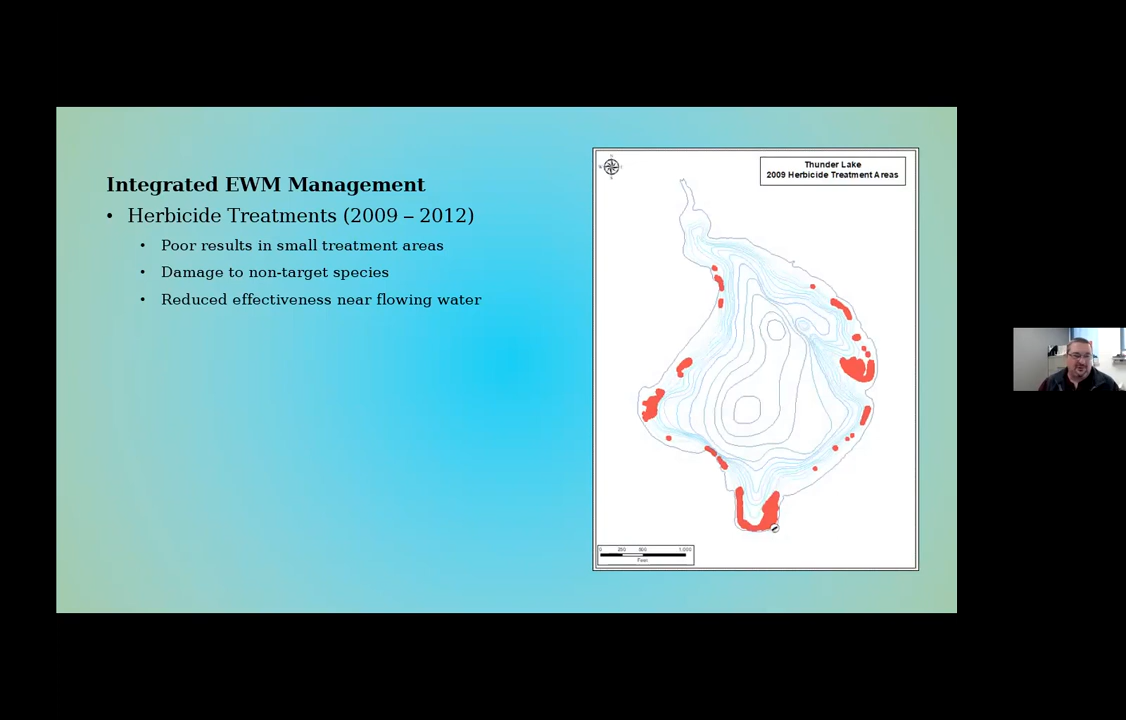 Integrated EWM Management
• Herbicide Treatments (2009 – 2012)
• Poor results in small treatment areas
• Damage to non-target species
• Reduced effectiveness near flowing water
Thunder Lake
2009 Herbicide Treatment Areas
0 250 500 1,000
Feet